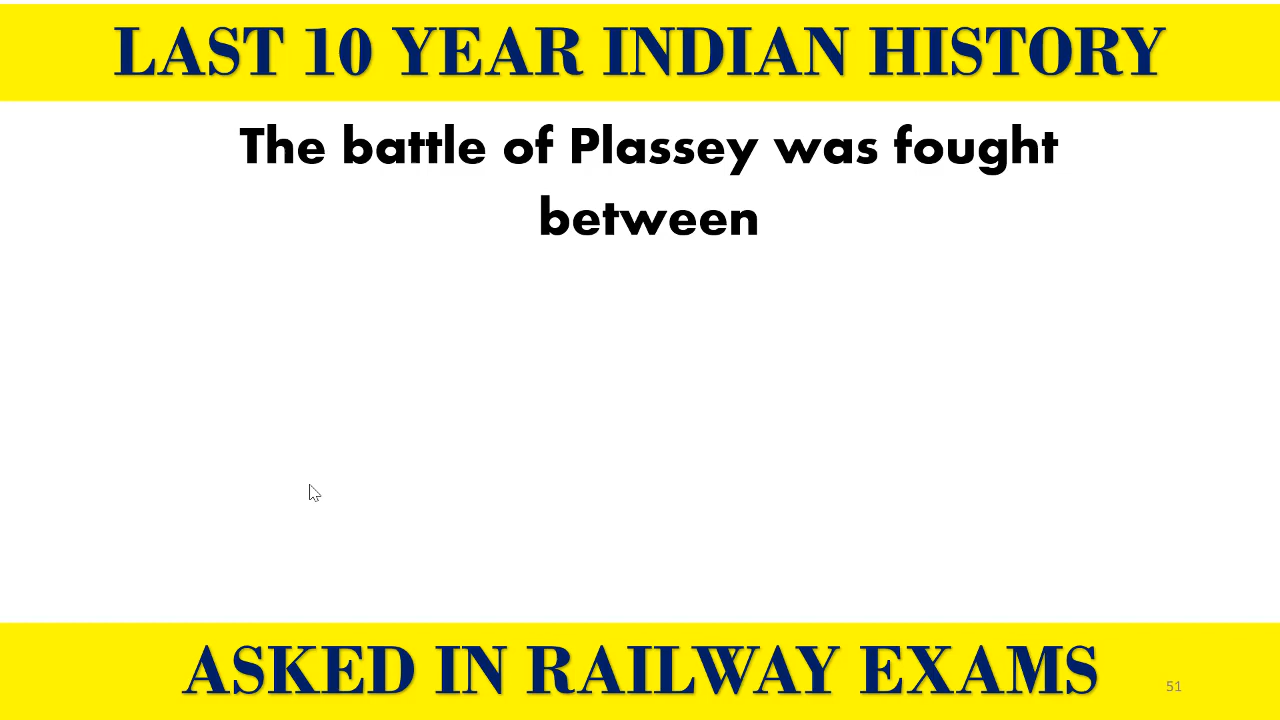 LAST 10 YEAR INDIAN HISTORY
The battle of Plassey was fought
between
ASKED IN RAILWAY EXAMS
51